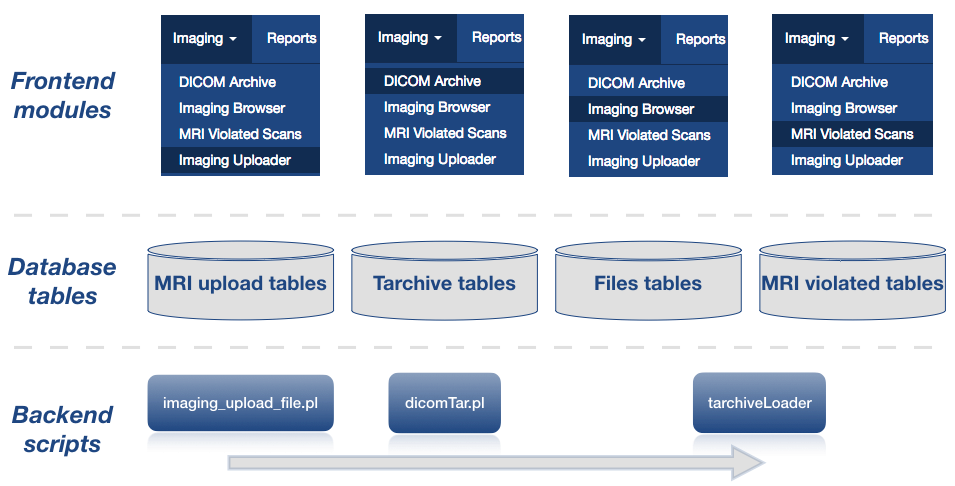 Frontend
modules
Imaging Reports
DICOM Archive
Imaging Browser
MRI Violated Scans
Imaging Uploader
Imaging Reports
DICOM Archive
Imaging Browser
MRI Violated Scans
Imaging Uploader
Imaging Reports
DICOM Archive
Imaging Browser
MRI Violated Scans
Imaging Uploader
Imaging Reports
DICOM Archive
Imaging Browser
MRI Violated Scans
Imaging Uploader
Database
tables
MRI upload tables
Tarchive tables
Files tables
MRI violated tables
Backend
scripts
imaging_upload_file.pl
dicomTar.pl
tarchiveLoader